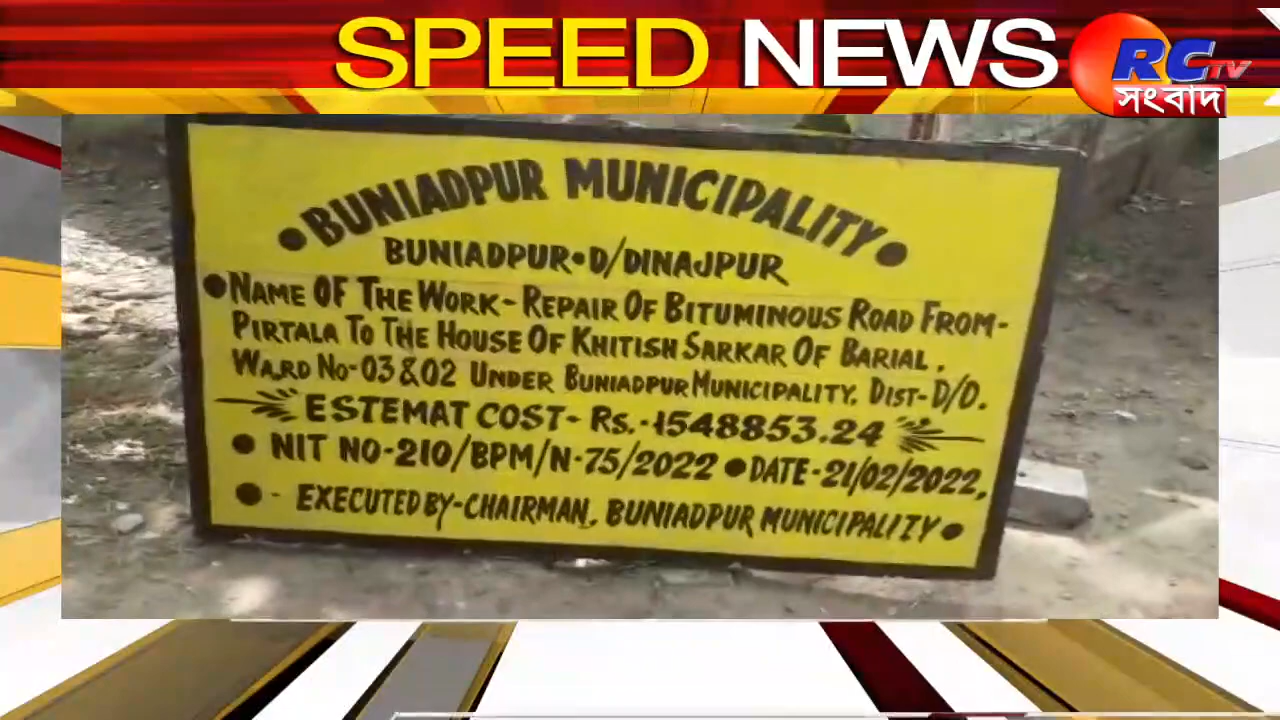 SPEED NEWS
RC TV
সংবাদ
BUNIADPUR MUNICIPALITY
BUNIADPUR•D/DINAJPUR
NAME OF THE WORK- REPAIR OF BITUMINOUS ROAD FROM-
PIRTALA TO THE HOUSE OF KHITISH SARKAR OF BARIAL.
WARD NO-03&02 UNDER BUNIADPUR MUNICIPALITY. DIST-D/D.
ESTEMAT COST- RS.-1548853.24
NIT NO-210/BPM/N-75/2022 • DATE-21/02/2022,
- EXECUTED BY-CHAIRMAN, BUNIADPUR MUNICIPALITY